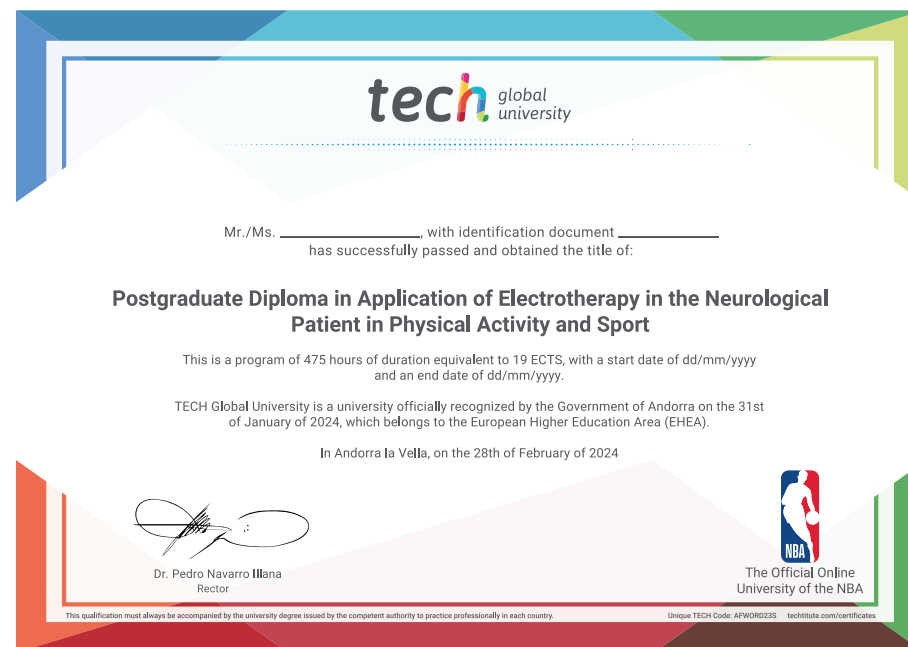 tech global university
Mr./Ms. ____________________, with identification document ______________
has successfully passed and obtained the title of:
Postgraduate Diploma in Application of Electrotherapy in the Neurological
Patient in Physical Activity and Sport
This is a program of 475 hours of duration equivalent to 19 ECTS, with a start date of dd/mm/yyyy
and an end date of dd/mm/yyyy.
TECH Global University is a university officially recognized by the Government of Andorra on the 31st
of January of 2024, which belongs to the European Higher Education Area (EHEA).
In Andorra la Vella, on the 28th of February of 2024
Dr. Pedro Navarro Illana
Rector
NBA
The Official Online
University of the NBA
This qualification must always be accompanied by the university degree issued by the competent authority to practice professionally in each country.
Unique TECH Code: AFWORD23S techtitute.com/certificates